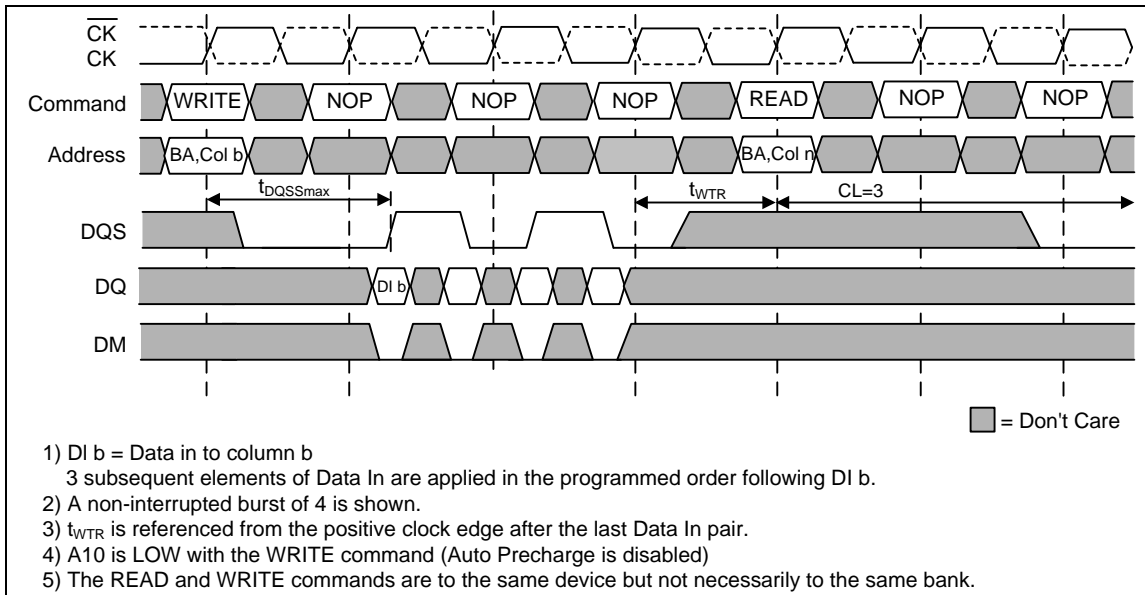 CK
CK
Command WRITE NOP NOP NOP READ NOP NOP
Address BA,Col b BA,Col n
tDQSSmax tWTR CL=3
DQS
DQ DI b
DM
= Don't Care
1) DI b = Data in to column b
3 subsequent elements of Data In are applied in the programmed order following DI b.
2) A non-interrupted burst of 4 is shown.
3) tWTR is referenced from the positive clock edge after the last Data In pair.
4) A10 is LOW with the WRITE command (Auto Precharge is disabled)
5) The READ and WRITE commands are to the same device but not necessarily to the same bank.